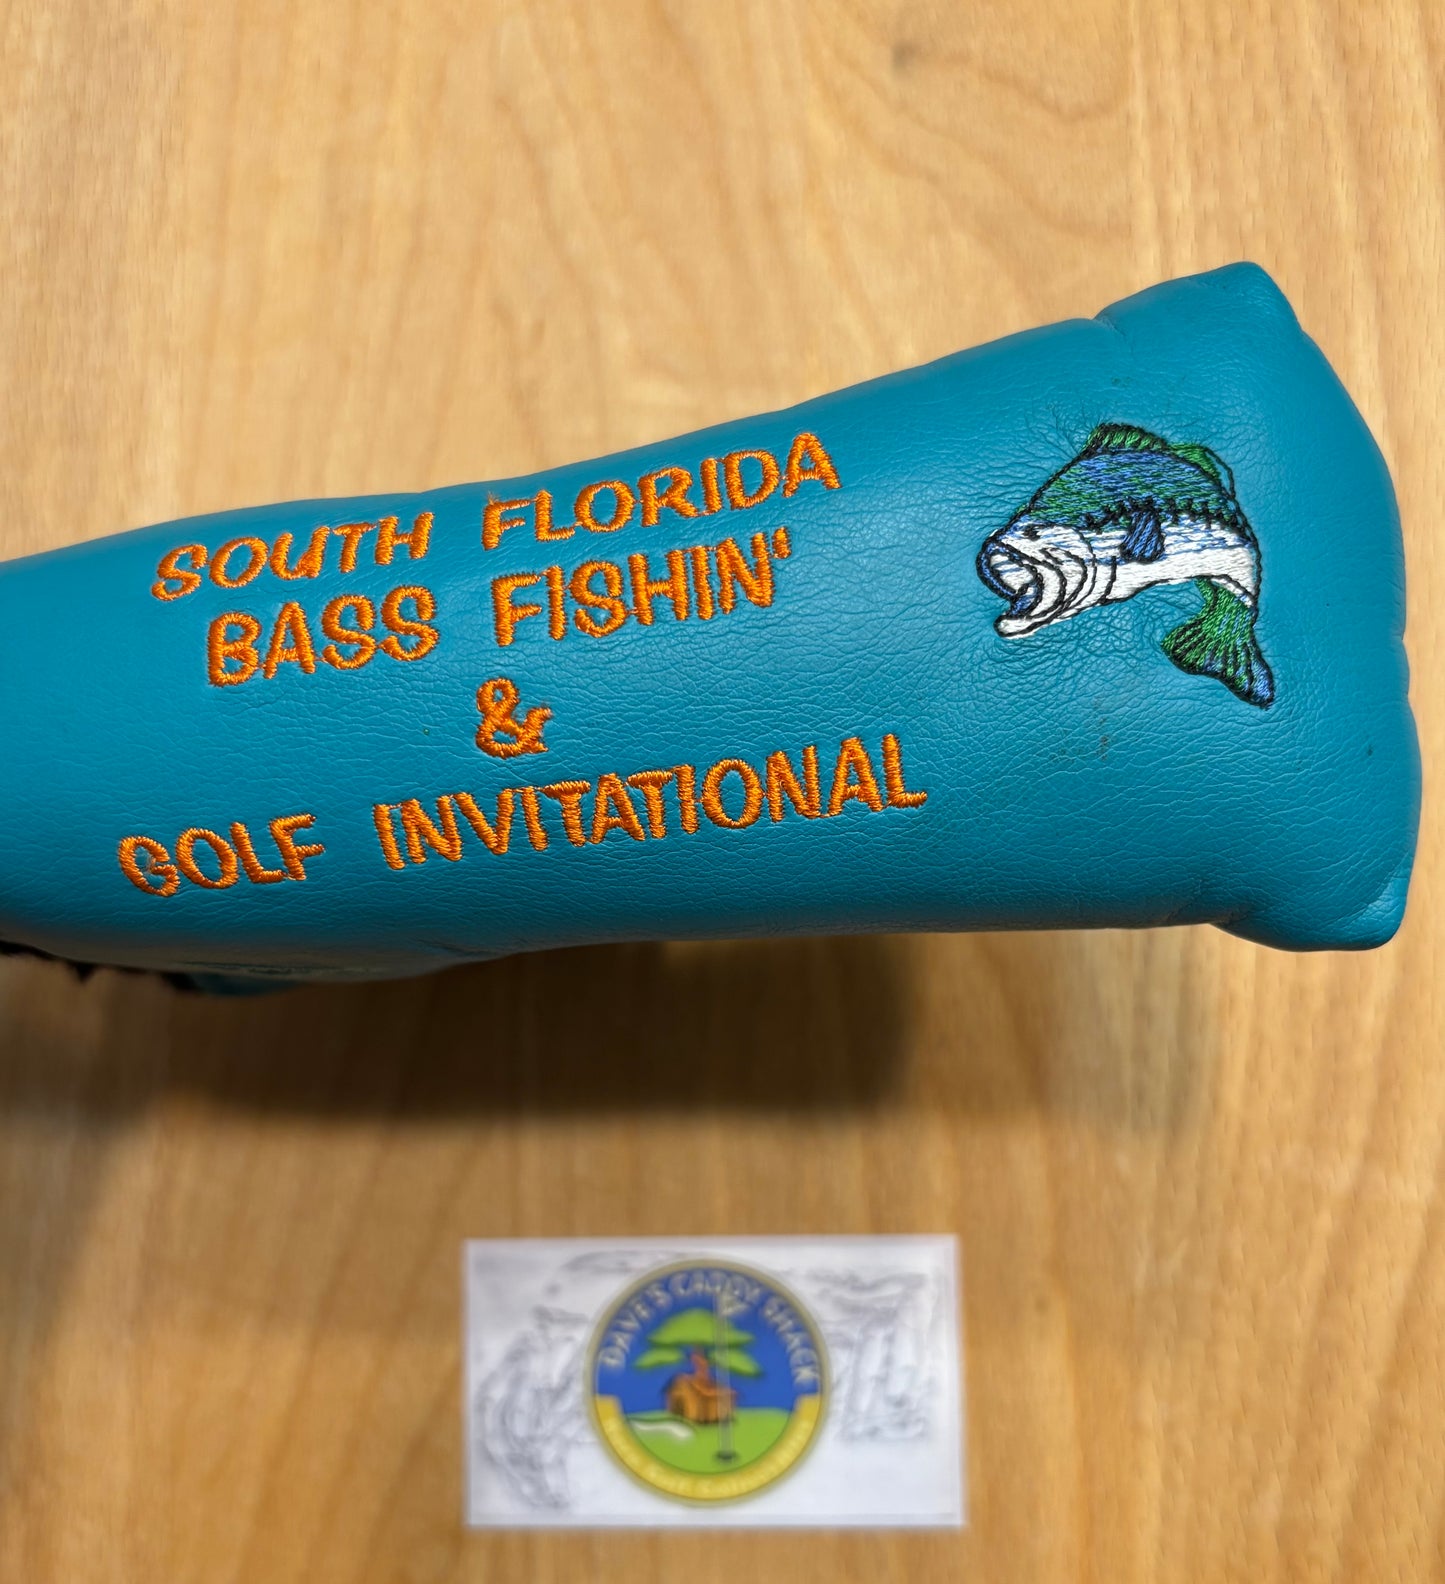 SOUTH FLORIDA
BASS FISHIN'
&
GOLF INVITATIONAL
DAVE'S CADDY SHACK